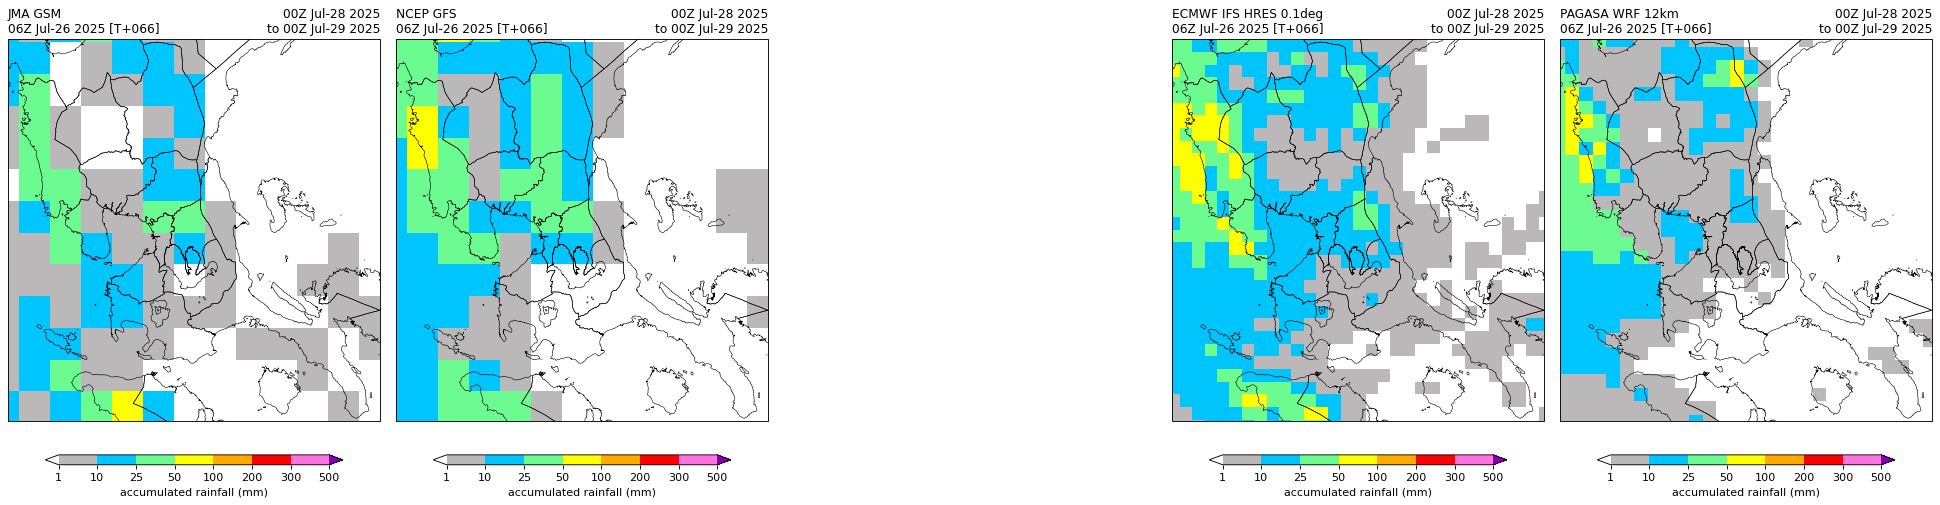 JMA GSM 00Z Jul-28 2025
06Z Jul-26 2025 [T+066] to 00Z Jul-29 2025
1 10 25 50 100 200 300 500
accumulated rainfall (mm)
NCEP GFS 00Z Jul-28 2025
06Z Jul-26 2025 [T+066] to 00Z Jul-29 2025
1 10 25 50 100 200 300 500
accumulated rainfall (mm)
ECMWF IFS HRES 0.1deg 00Z Jul-28 2025
06Z Jul-26 2025 [T+066] to 00Z Jul-29 2025
1 10 25 50 100 200 300 500
accumulated rainfall (mm)
PAGASA WRF 12km 00Z Jul-28 2025
06Z Jul-26 2025 [T+066] to 00Z Jul-29 2025
1 10 25 50 100 200 300 500
accumulated rainfall (mm)